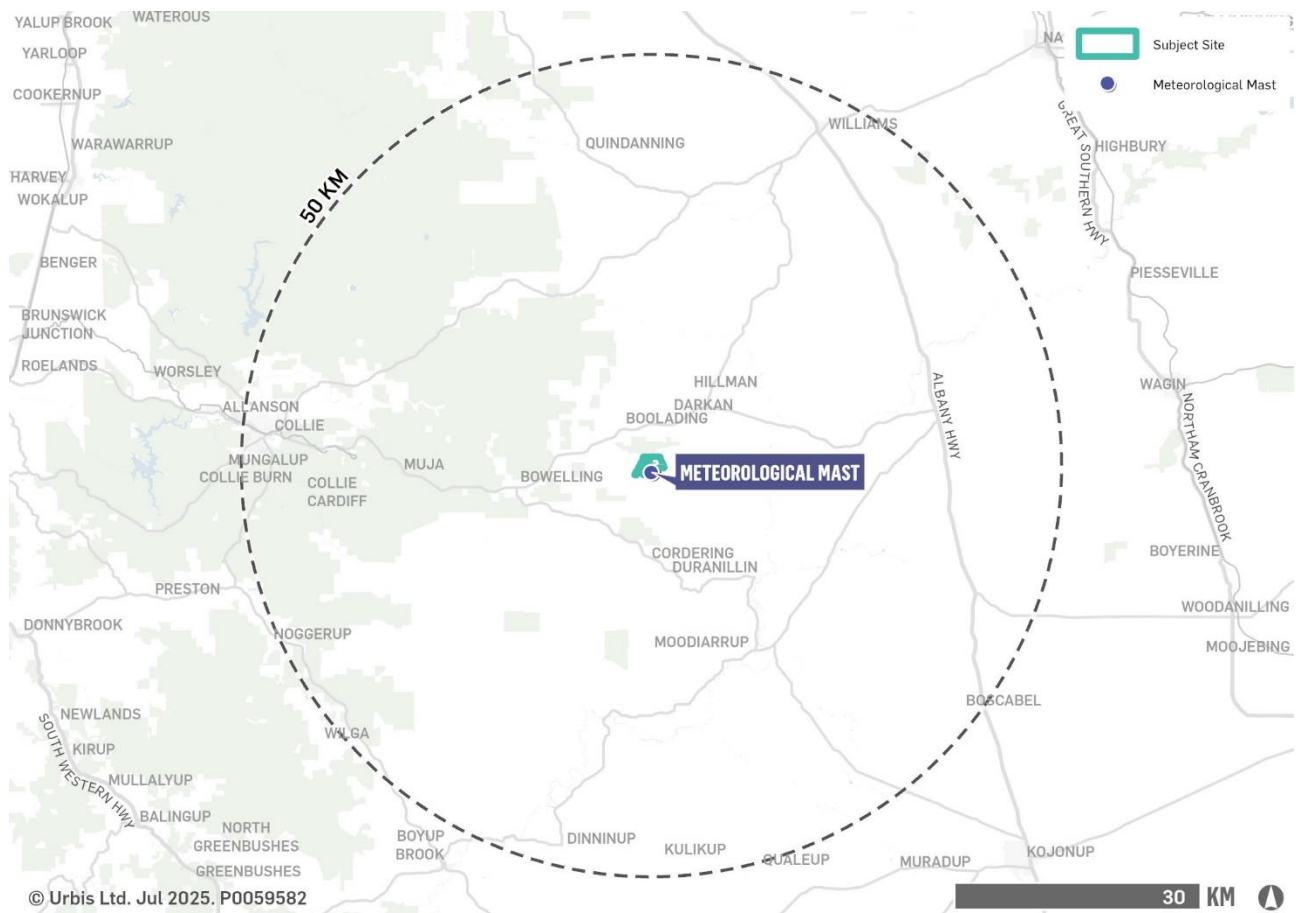 YALUP BROOK
WATEROUS
YARLOOP
COOKERNUP
WARAWARRUP
HARVEY
WOKALUP
BENGER
BRUNSWICK
JUNCTION
ROELANDS
WORSLEY
ALLANSON
COLLIE
MUNGALUP
COLLIE BURN
COLLIE
CARDIFF
MUJA
PRESTON
DONNYBROOK
NOGGERUP
NEWLANDS
KIRUP
MULLALYUP
BALINGUP
SOUTH WESTERN HWY
NORTH
GREENBUSHES
GREENBUSHES
WILGA
BOYUP
BROOK
50 KM
QUINDANNING
WILLIAMS
HILLMAN
DARKAN
BOOLADING
BOWELLING
METEOROLOGICAL MAST
CORDERING
DURANILLIN
MOODIARRUP
DINNINUP
KULIKUP
QUALEUP
MURADUP
KOJONUP
BOSCABEL
ALBANY HWY
NA
Subject Site
Meteorological Mast
GREAT SOUTHERN HWY
HIGHBURY
PIESSEVILLE
WAGIN
NORTHAM CRANBROOK
BOYERINE
WOODANILLING
MOOJEBING
© Urbis Ltd. Jul 2025. P0059582
30 KM